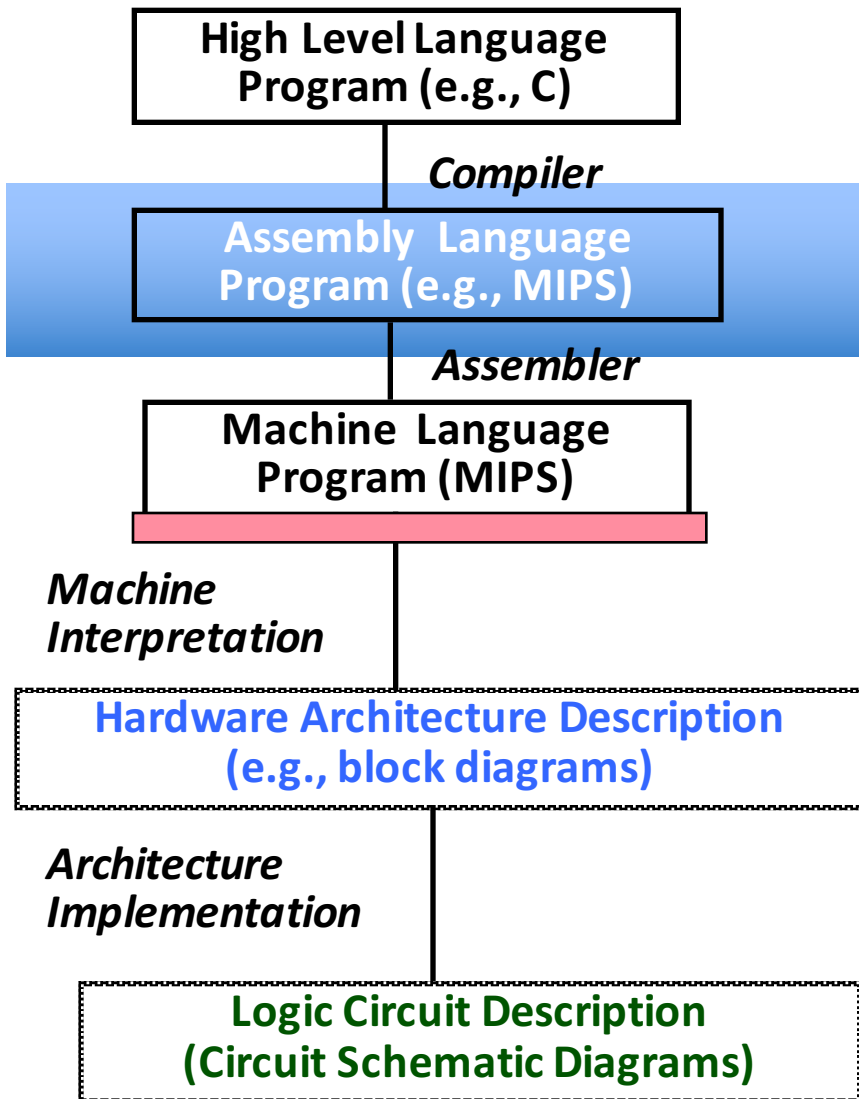 High Level Language
Program (e.g., C)
Compiler
Assembly Language
Program (e.g., MIPS)
Assembler
Machine Language
Program (MIPS)
Machine
Interpretation
Hardware Architecture Description
(e.g., block diagrams)
Architecture
Implementation
Logic Circuit Description
(Circuit Schematic Diagrams)